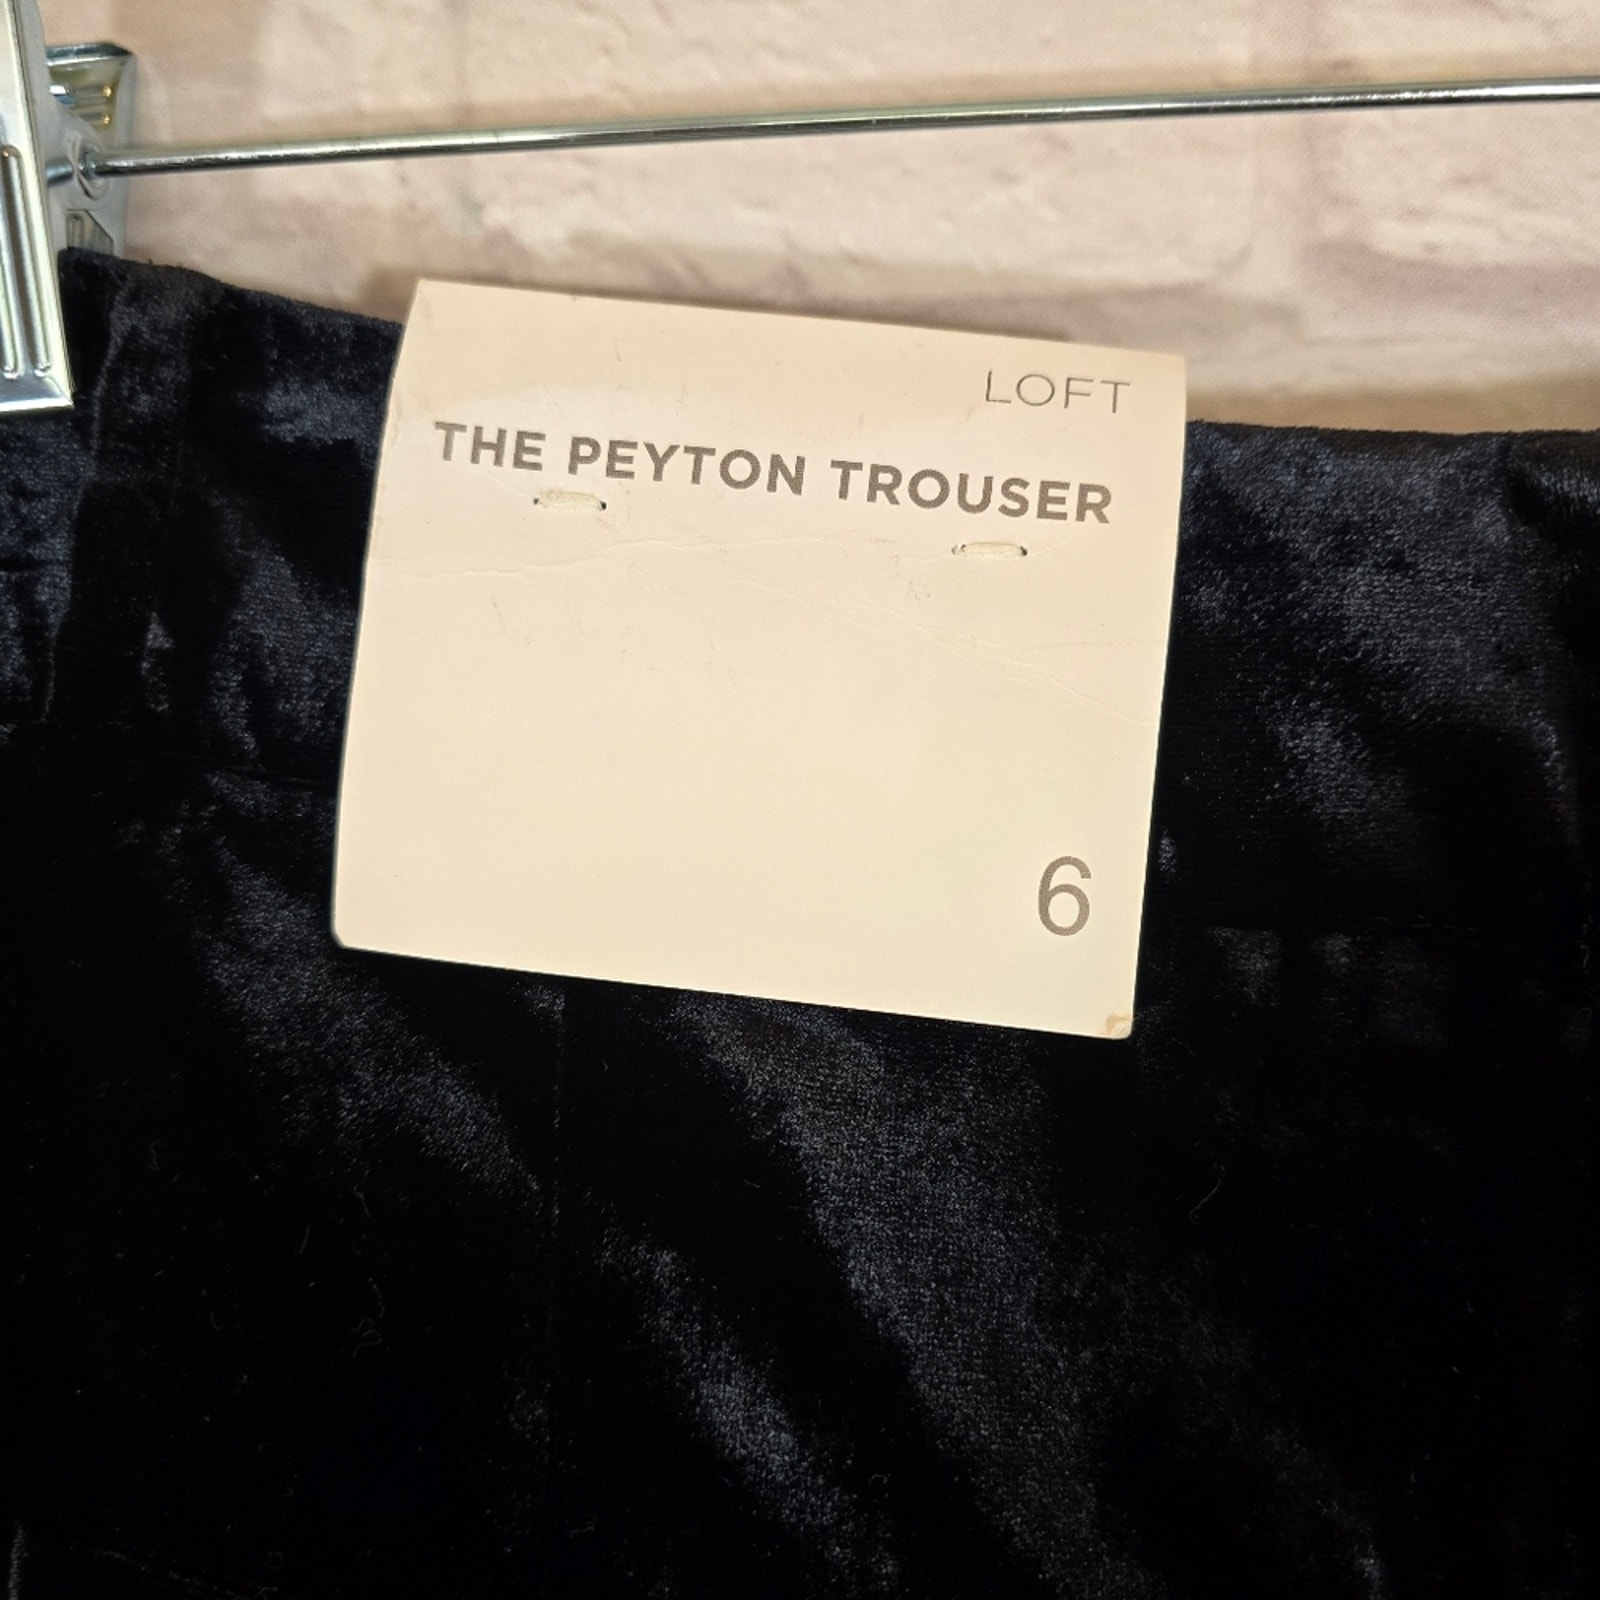 LOFT
THE PEYTON TROUSER
6